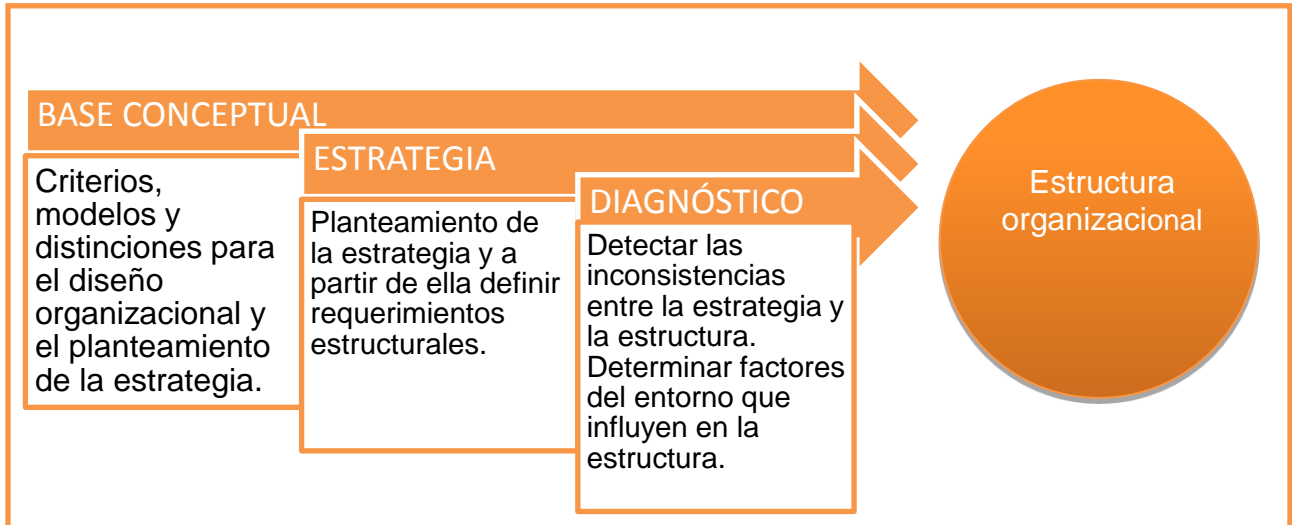 BASE CONCEPTUAL
Criterios,
modelos y
distinciones para
el diseño
organizacional y
el planteamiento
de la estrategia.
ESTRATEGIA
Planteamiento de
la estrategia y a
partir de ella definir
requerimientos
estructurales.
DIAGNÓSTICO
Detectar las
inconsistencias
entre la estrategia y
la estructura.
Determinar factores
del entorno que
influyen en la
estructura.
Estructura
organizacional